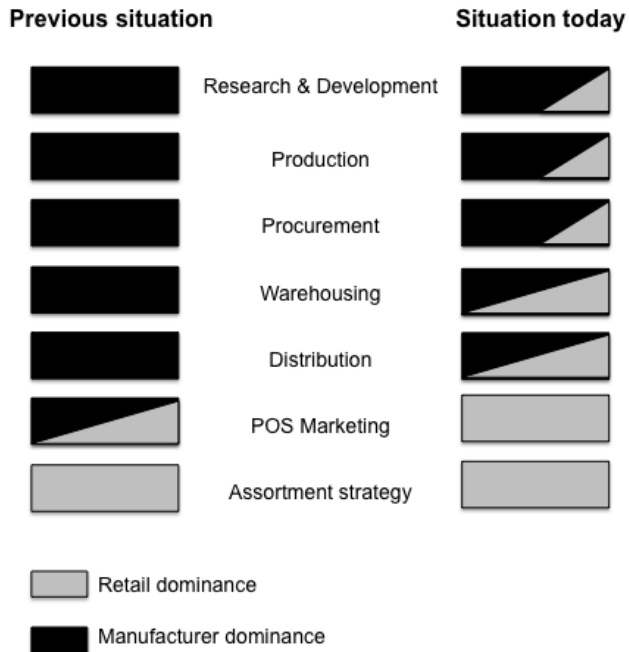 Previous situation
Situation today
Research & Development
Production
Procurement
Warehousing
Distribution
POS Marketing
Assortment strategy
Retail dominance
Manufacturer dominance